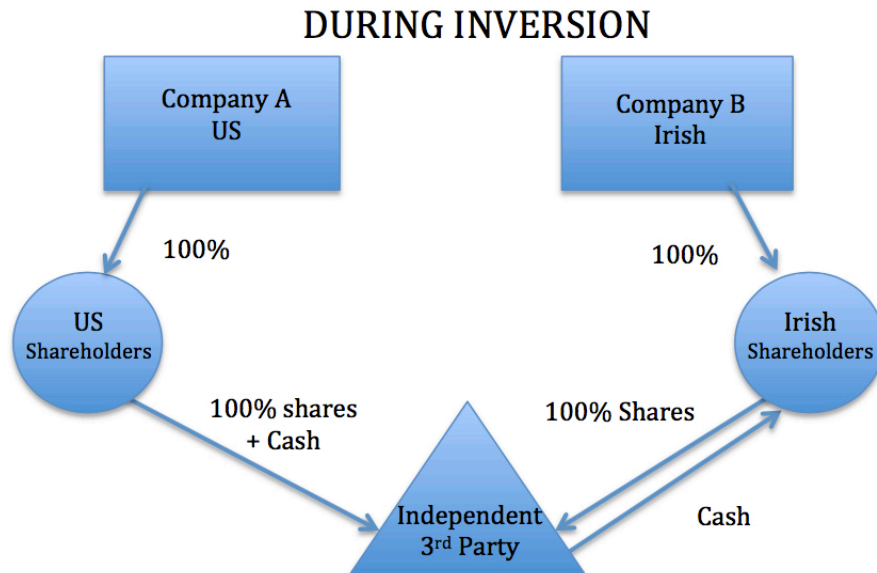 DURING INVERSION
Company A
US
Company B
Irish
100%
100%
US
Shareholders
Irish
Shareholders
100% shares
+ Cash
100% Shares
Cash
Independent
3rd Party